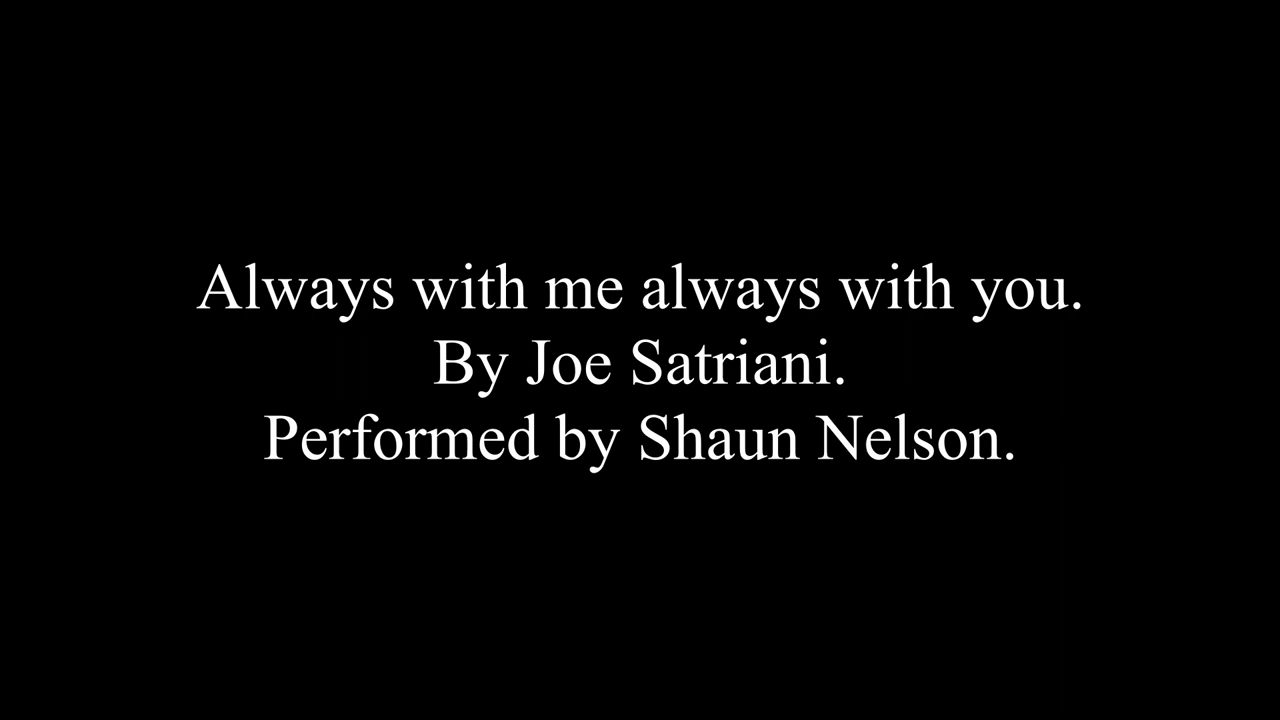 Always with me always with you.
By Joe Satriani.
Performed by Shaun Nelson.